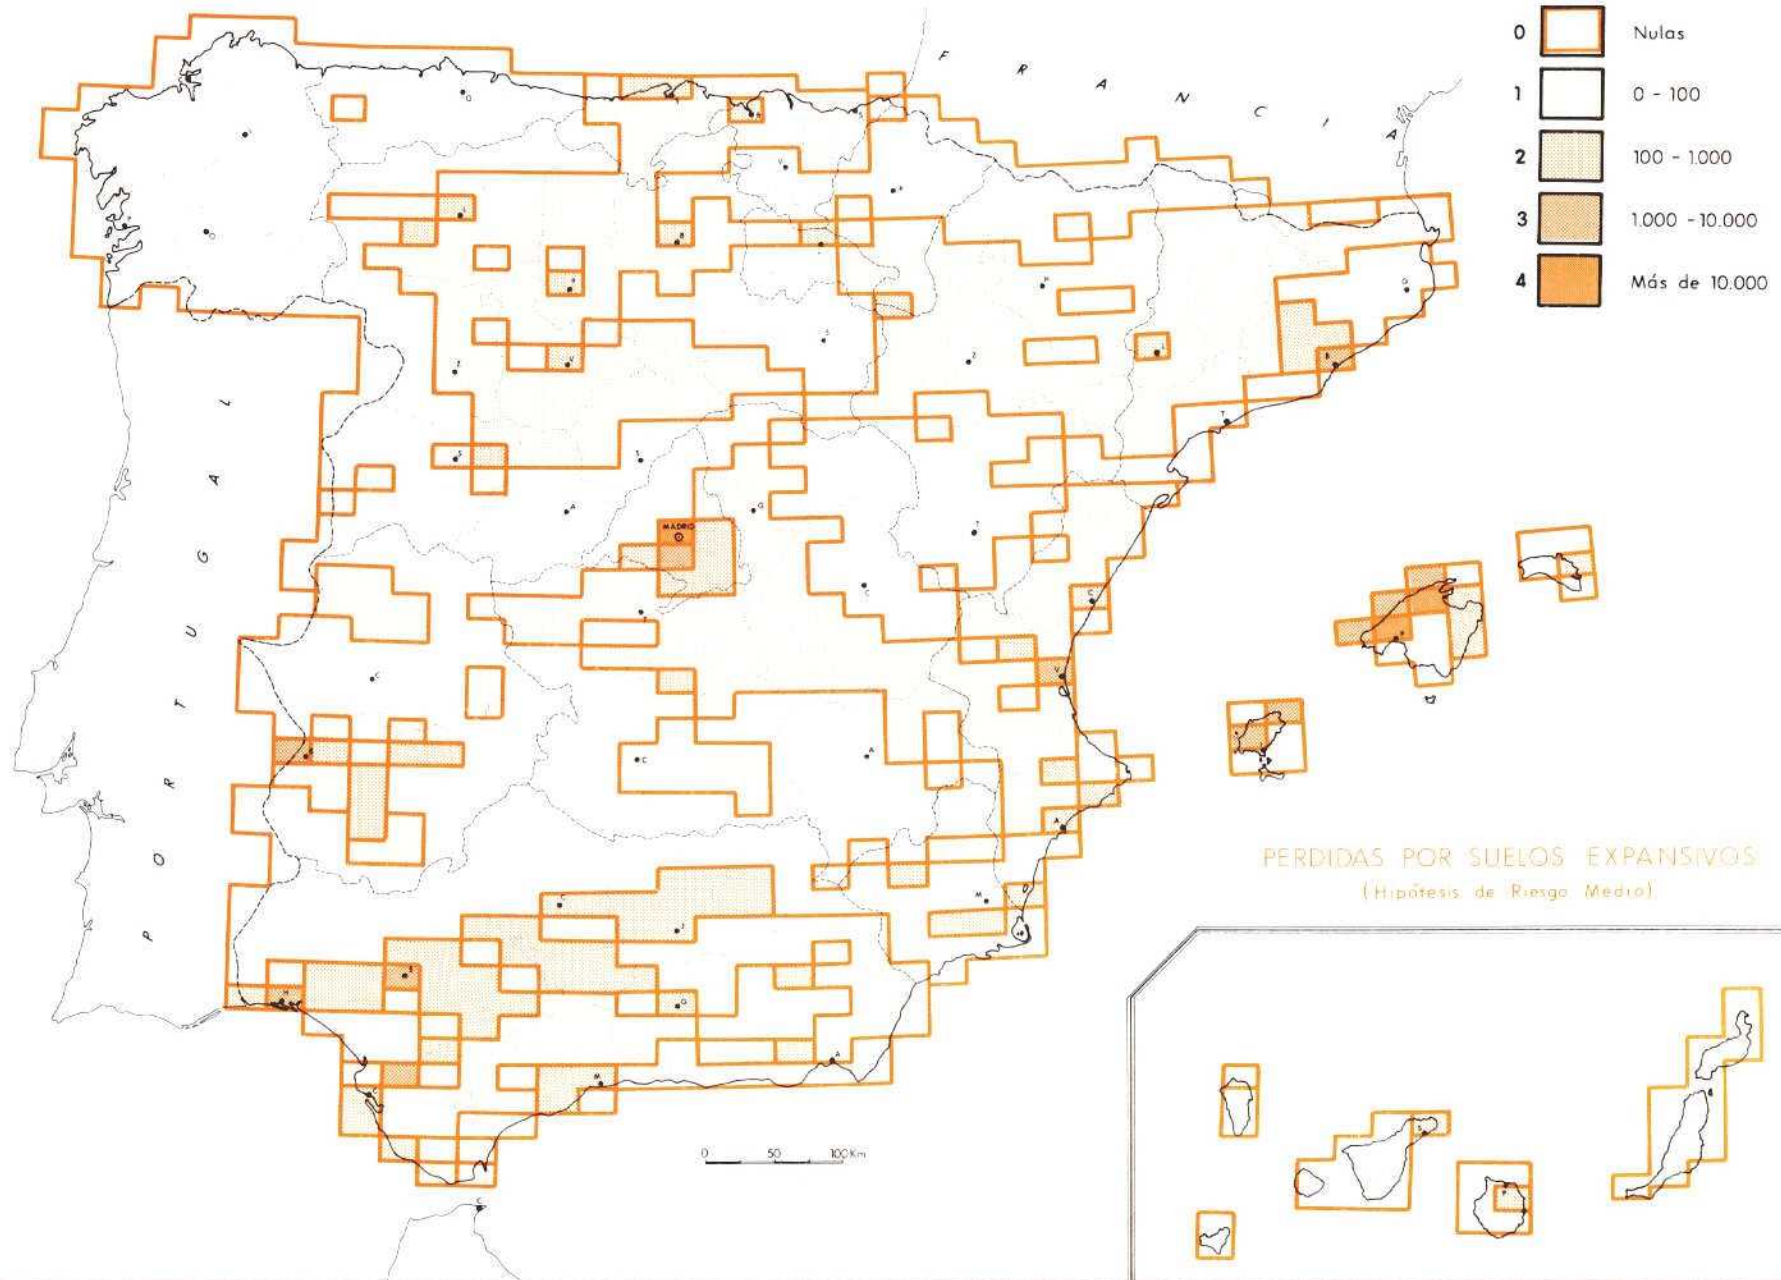 0 Nulas
1 0 - 100
2 100 - 1.000
3 1.000 - 10.000
4 Más de 10.000
F R A N C I A
P O R T U G A L
MADRID
PERDIDAS POR SUELOS EXPANSIVOS
(Hipótesis de Riesgo Medio)
0 50 100 Km